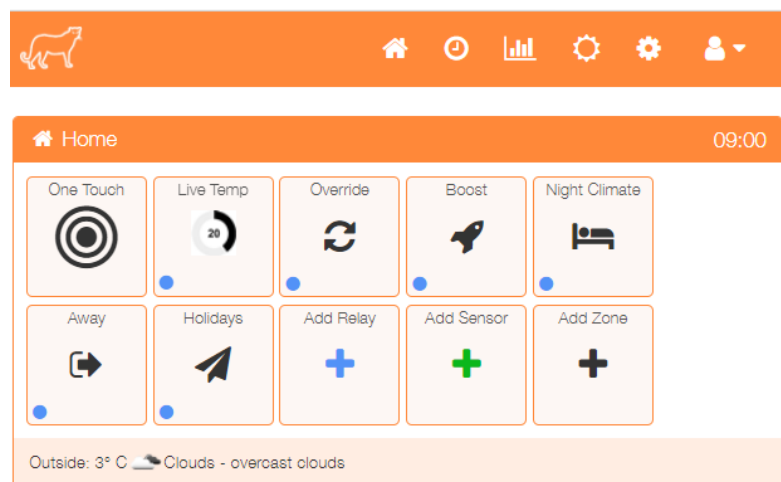 Home 09:00
One Touch Live Temp Override Boost Night Climate
20
Away Holidays Add Relay Add Sensor Add Zone
Outside: 3° C Clouds - overcast clouds